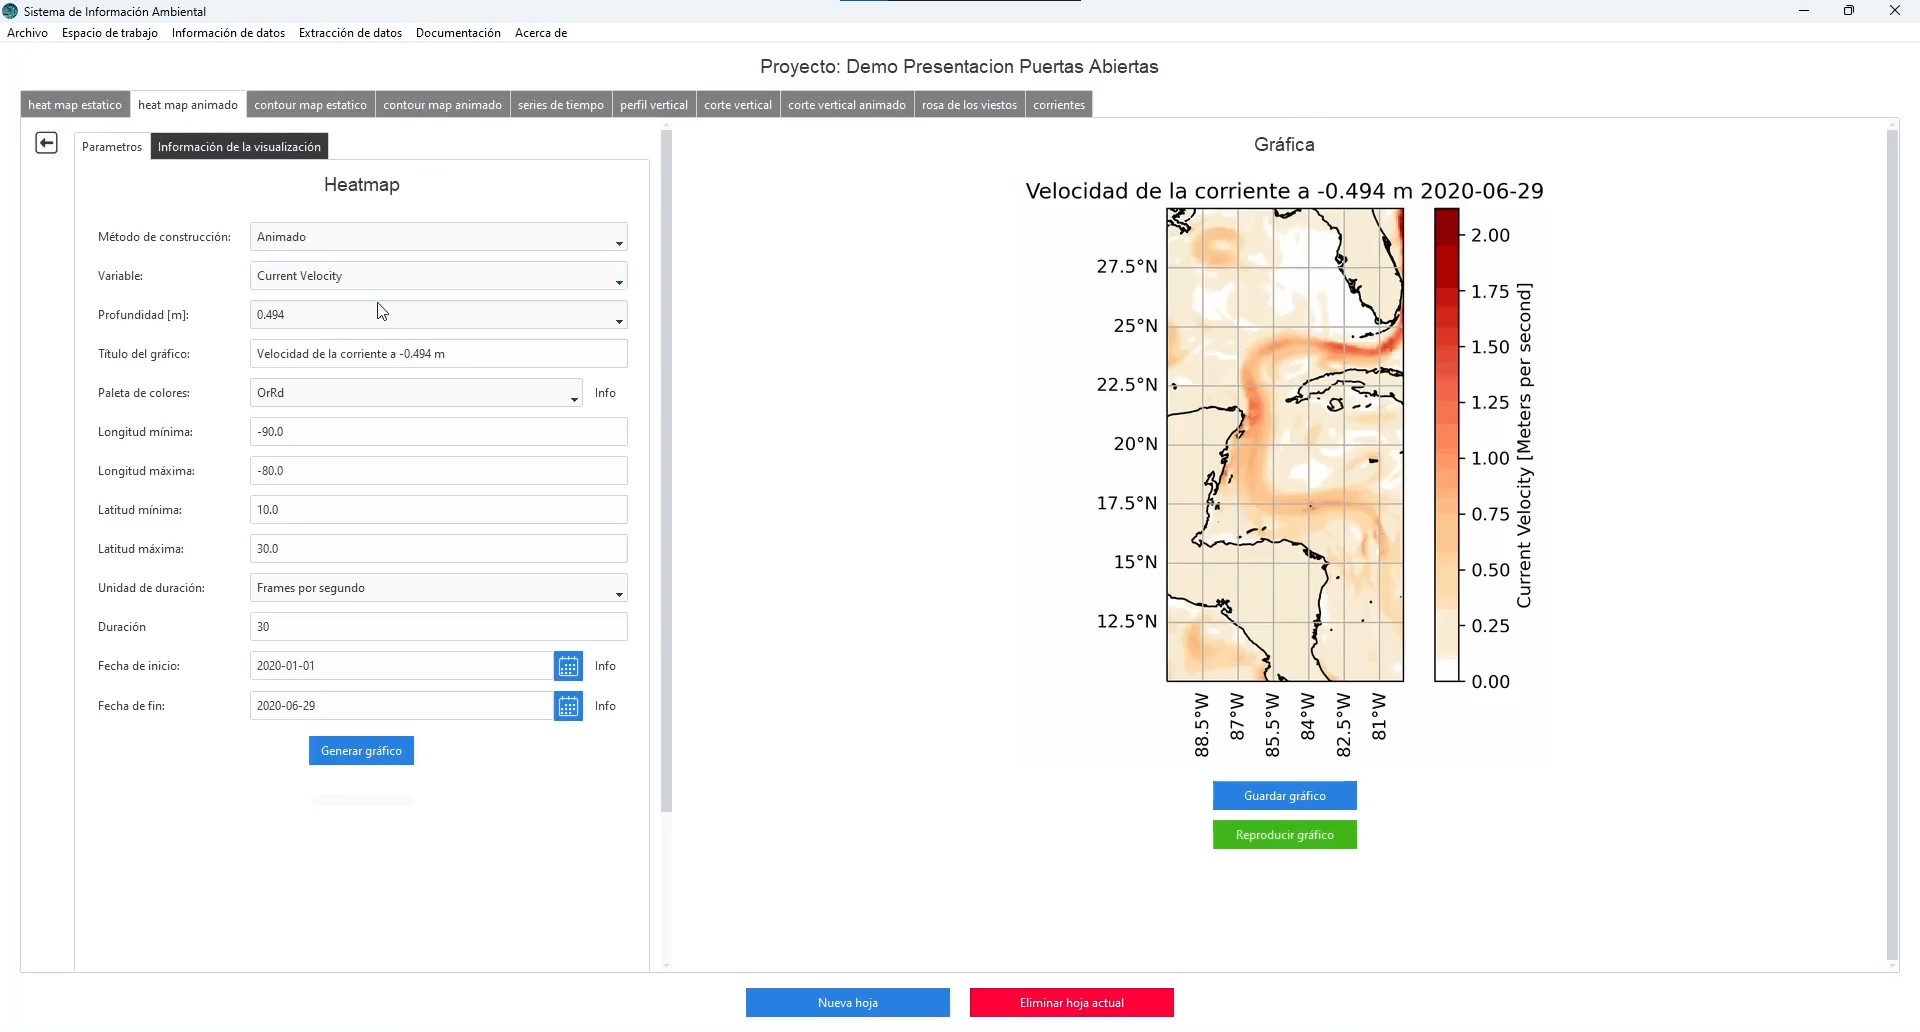 Sistema de Información Ambiental
Archivo Espacio de trabajo Información de datos Extracción de datos Documentación Acerca de
Proyecto: Demo Presentacion Puertas Abiertas
heat map estatico heat map animado contour map estatico contour map animado series de tiempo perfil vertical corte vertical corte vertical animado rosa de los viestos corrientes
Parametros Información de la visualización
Heatmap
Método de construcción: Animado
Variable: Current Velocity
Profundidad [m]: 0.494
Título del gráfico: Velocidad de la corriente a -0.494 m
Paleta de colores: OrRd Info
Longitud mínima: -90.0
Longitud máxima: -80.0
Latitud mínima: 10.0
Latitud máxima: 30.0
Unidad de duración: Frames por segundo
Duración 30
Fecha de inicio: 2020-01-01 Info
Fecha de fin: 2020-06-29 Info
Generar gráfico
Gráfica
Velocidad de la corriente a -0.494 m 2020-06-29
27.5°N
25°N
22.5°N
20°N
17.5°N
15°N
12.5°N
88.5°W
87°W
85.5°W
84°W
82.5°W
81°W
2.00
1.75
1.50
1.25
1.00
0.75
0.50
0.25
0.00
Current Velocity [Meters per second]
Guardar gráfico
Reproducir gráfico
Nueva hoja Eliminar hoja actual